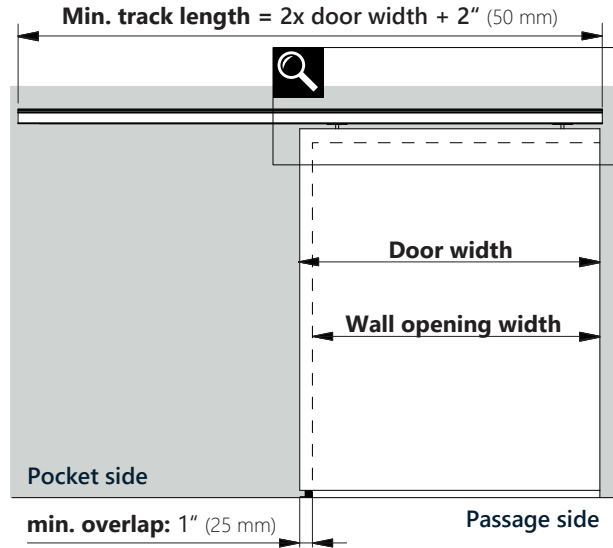 Min. track length = 2x door width + 2“ (50 mm)
Door width
Wall opening width
Pocket side
Passage side
min. overlap: 1“ (25 mm)